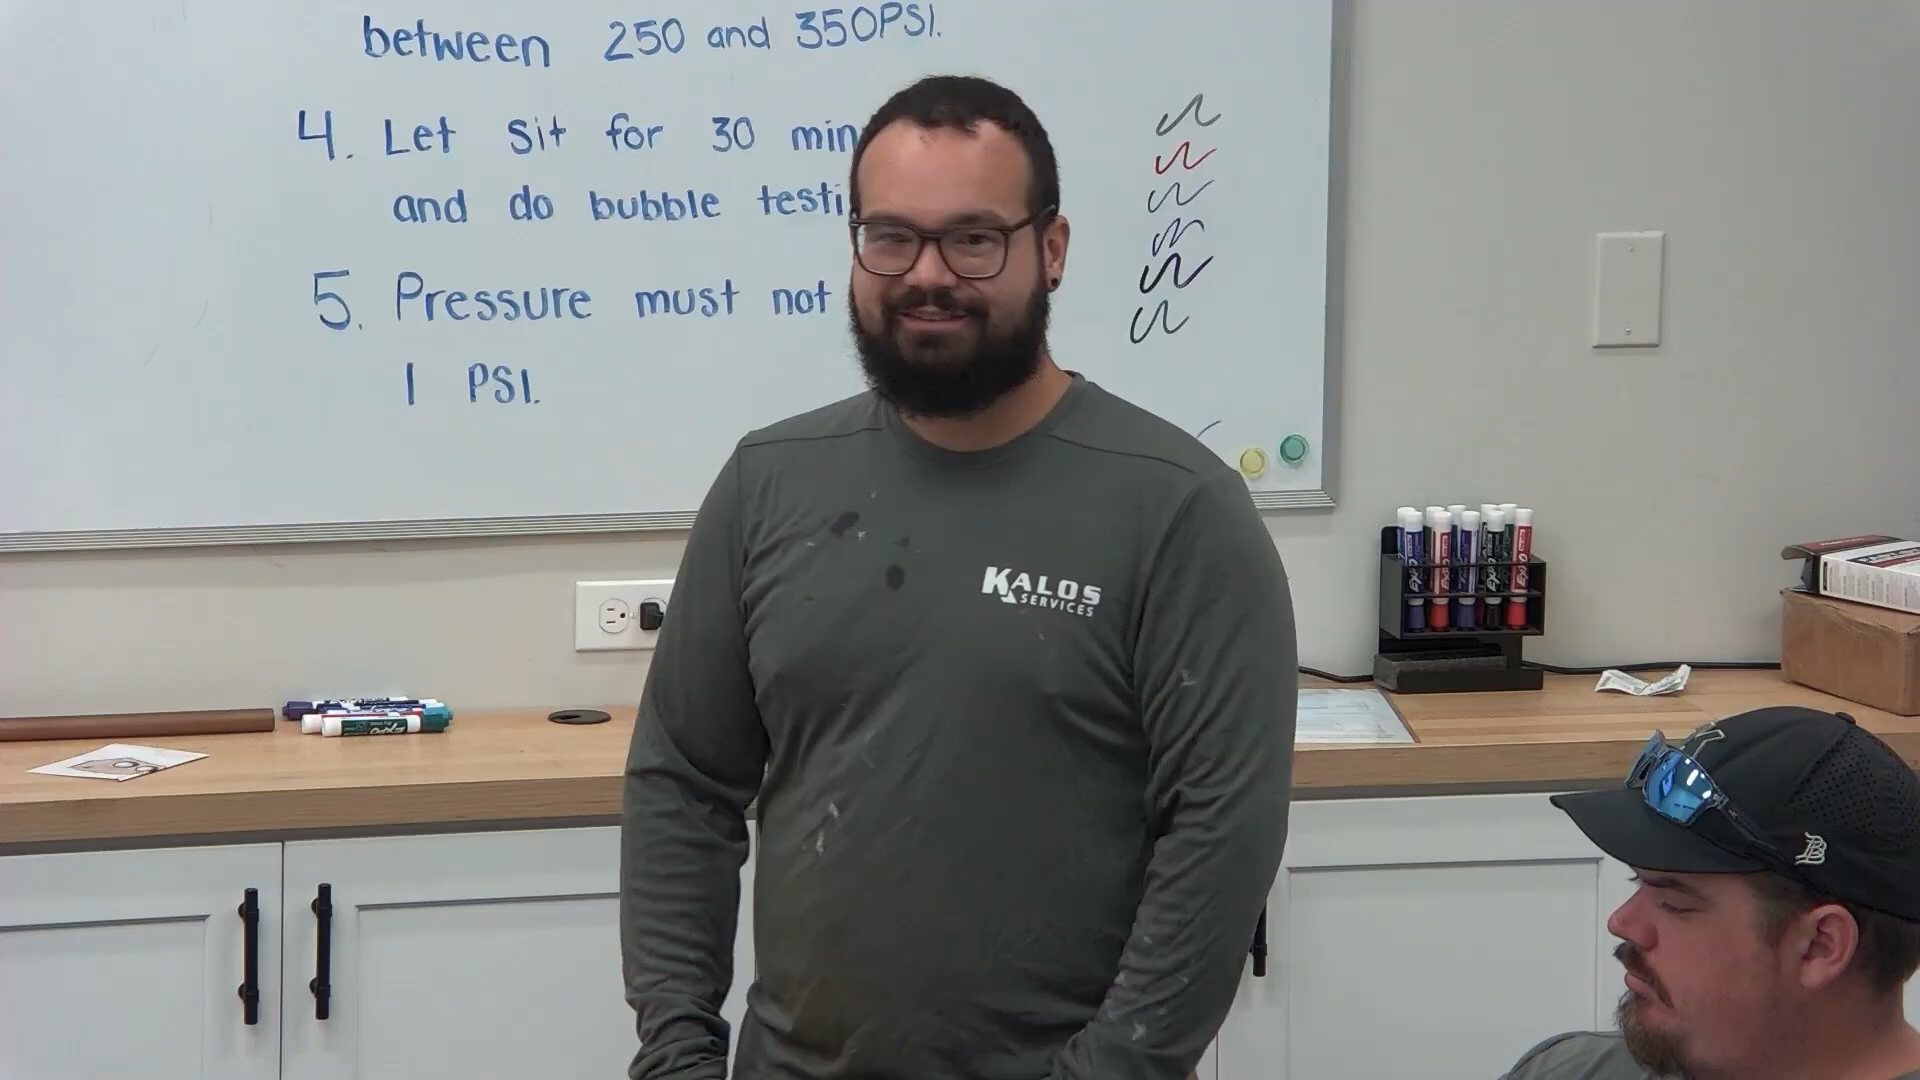 between 250 and 350PSI.
4. Let Sit for 30 min
and do bubble testi
5. Pressure must not
1 PSI.
KALOS
SERVICES
EXPO
B